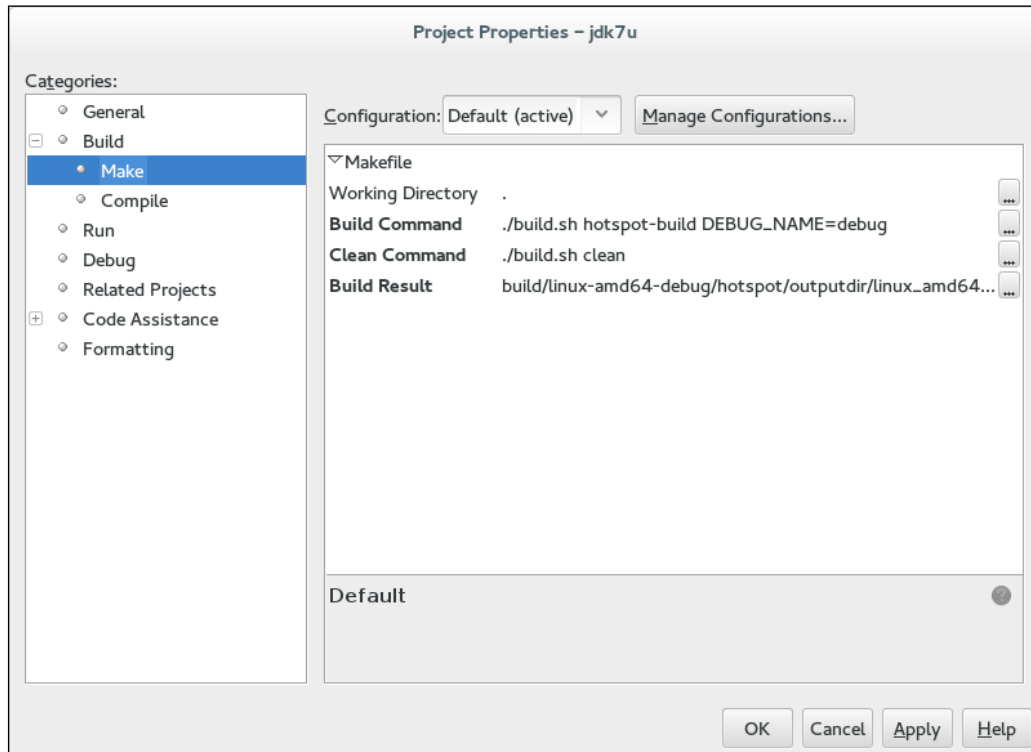 Project Properties – jdk7u
Categories:
General
Build
Make
Compile
Run
Debug
Related Projects
Code Assistance
Formatting
Configuration: Default (active) Manage Configurations...
Makefile
Working Directory .
Build Command ./build.sh hotspot-build DEBUG_NAME=debug
Clean Command ./build.sh clean
Build Result build/linux-amd64-debug/hotspot/outputdir/linux_amd64...
Default
OK Cancel Apply Help